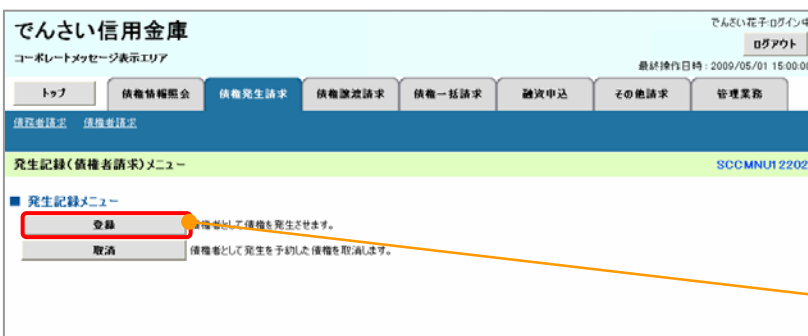 でんさい信用金庫
でんさい花子:ログイン中
ログアウト
コーポレートメッセージ表示エリア
最終操作日時:2009/05/01 15:00:00
トップ 債権情報照会 債権発生請求 債権譲渡請求 債権一括請求 融資申込 その他請求 管理業務
債務者請求 債権者請求
発生記録(債権者請求)メニュー SCCMNU12202
■ 発生記録メニュー
登録 債権者として債権を発生させます。
取消 債権者として発生を予約した債権を取消します。